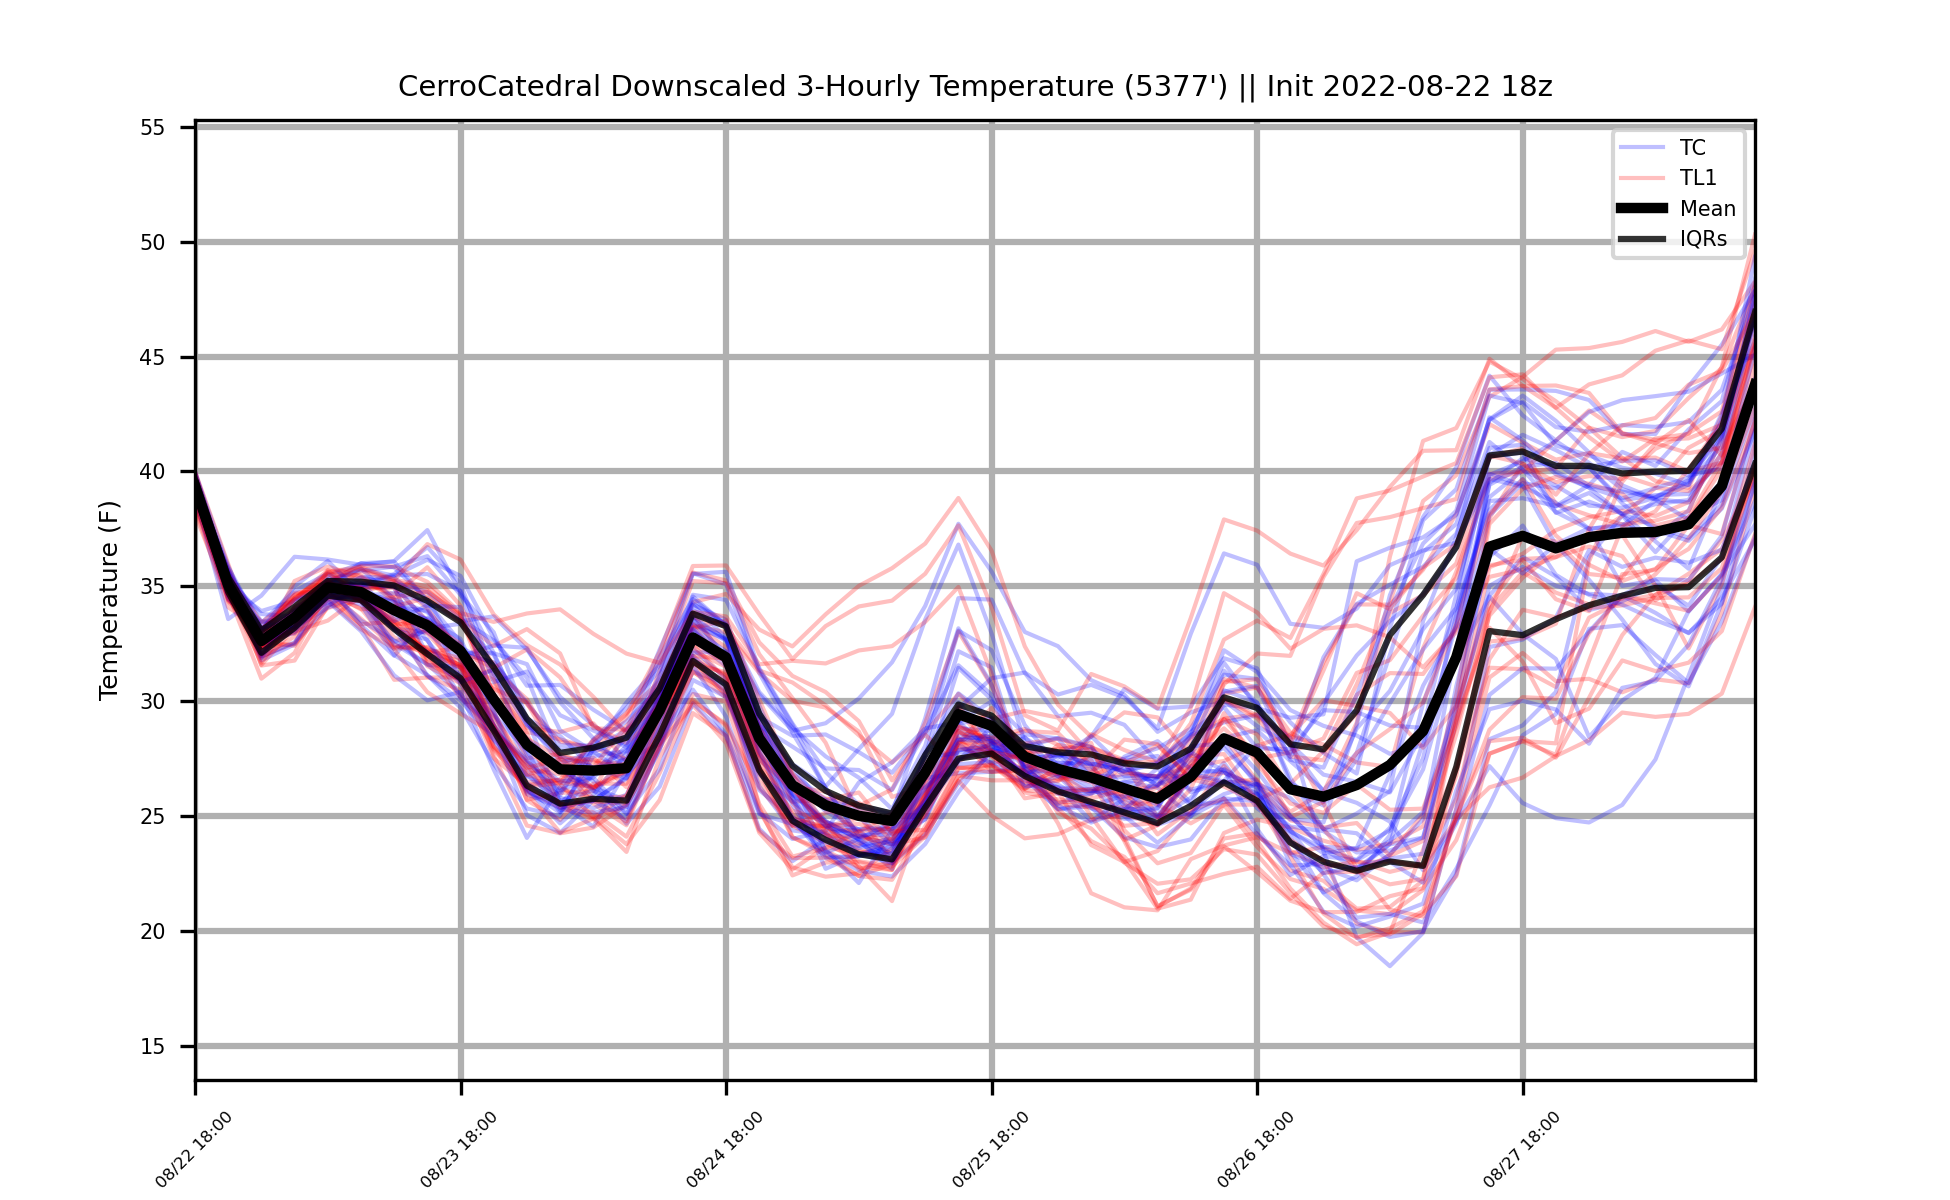 CerroCatedral Downscaled 3-Hourly Temperature (5377') || Init 2022-08-22 18z
TC
TL1
Mean
IQRs
Temperature (F)
55
50
45
40
35
30
25
20
15
08/22 18:00
08/23 18:00
08/24 18:00
08/25 18:00
08/26 18:00
08/27 18:00